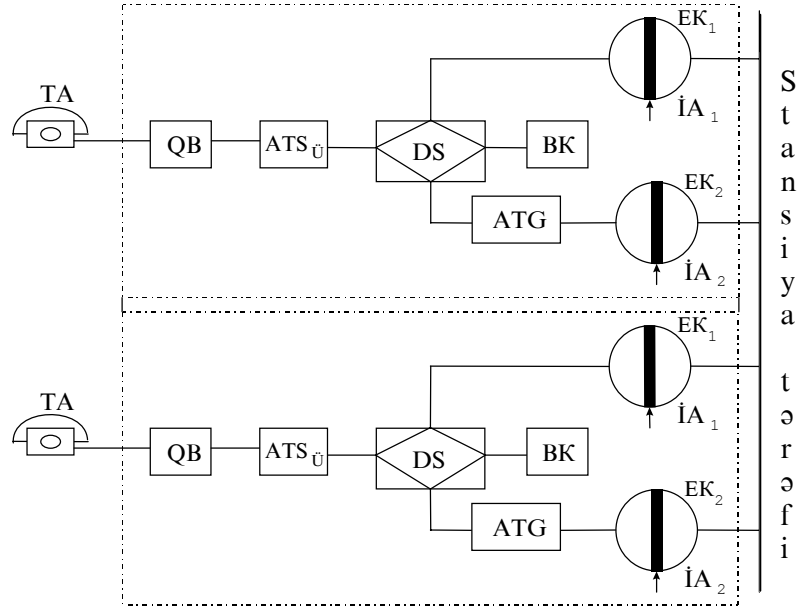 EK₁
TA
İA₁
QB
ATSÜ
DS
BK
EK₂
ATG
İA₂
EK₁
TA
İA₁
QB
ATSÜ
DS
BK
EK₂
ATG
İA₂
Stansiya tərəfi